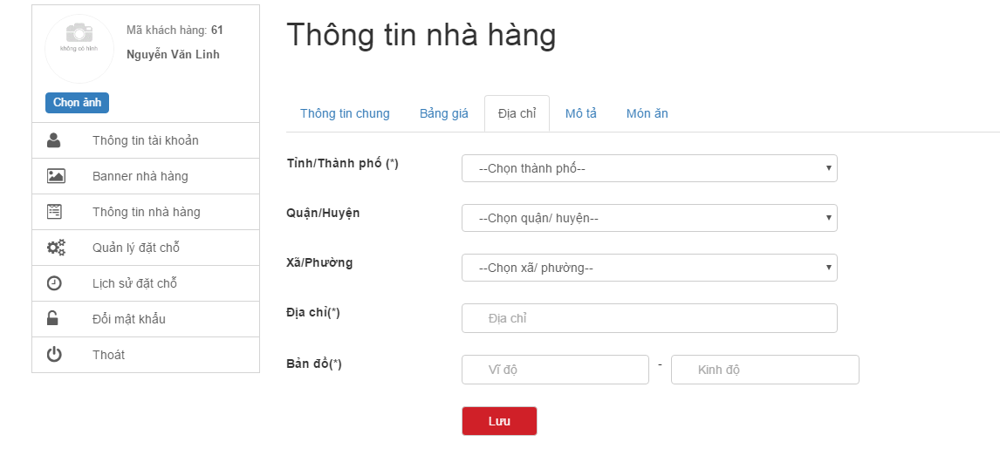 không có hình
Mã khách hàng: 61
Nguyễn Văn Linh
Chọn ảnh
Thông tin tài khoản
Banner nhà hàng
Thông tin nhà hàng
Quản lý đặt chỗ
Lịch sử đặt chỗ
Đổi mật khẩu
Thoát
Thông tin nhà hàng
Thông tin chung Bảng giá Địa chỉ Mô tả Món ăn
Tỉnh/Thành phố (*) --Chọn thành phố--
Quận/Huyện --Chọn quận/ huyện--
Xã/Phường --Chọn xã/ phường--
Địa chỉ(*) Địa chỉ
Bản đồ(*) Vĩ độ - Kinh độ
Lưu